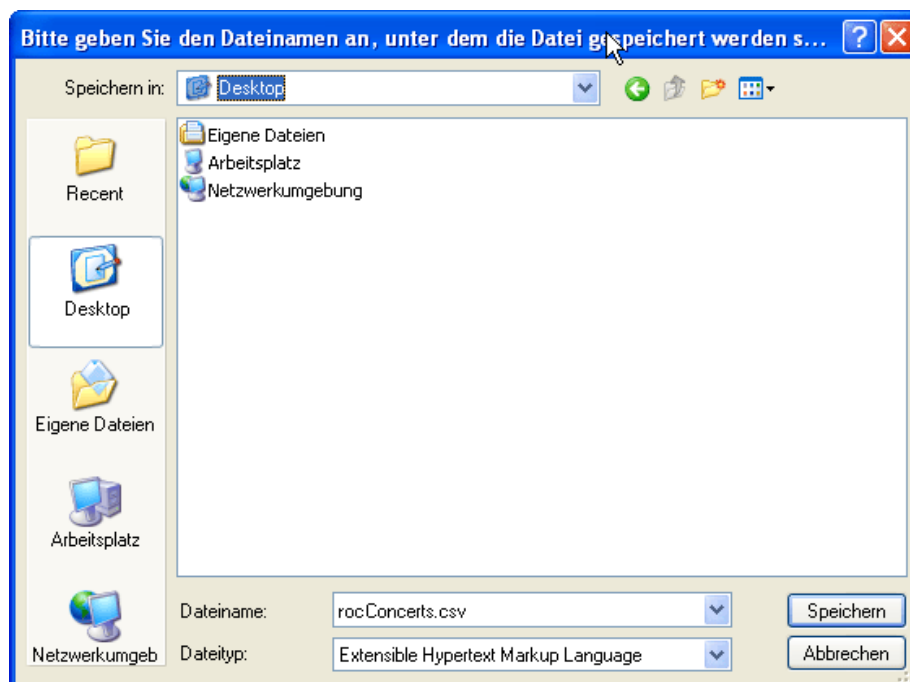 Bitte geben Sie den Dateinamen an, unter dem die Datei gespeichert werden s...
Speichern in: Desktop
Eigene Dateien
Arbeitsplatz
Netzwerkumgebung
Recent
Desktop
Eigene Dateien
Arbeitsplatz
Netzwerkumgeb
Dateiname: rocConcerts.csv Speichern
Dateityp: Extensible Hypertext Markup Language Abbrechen